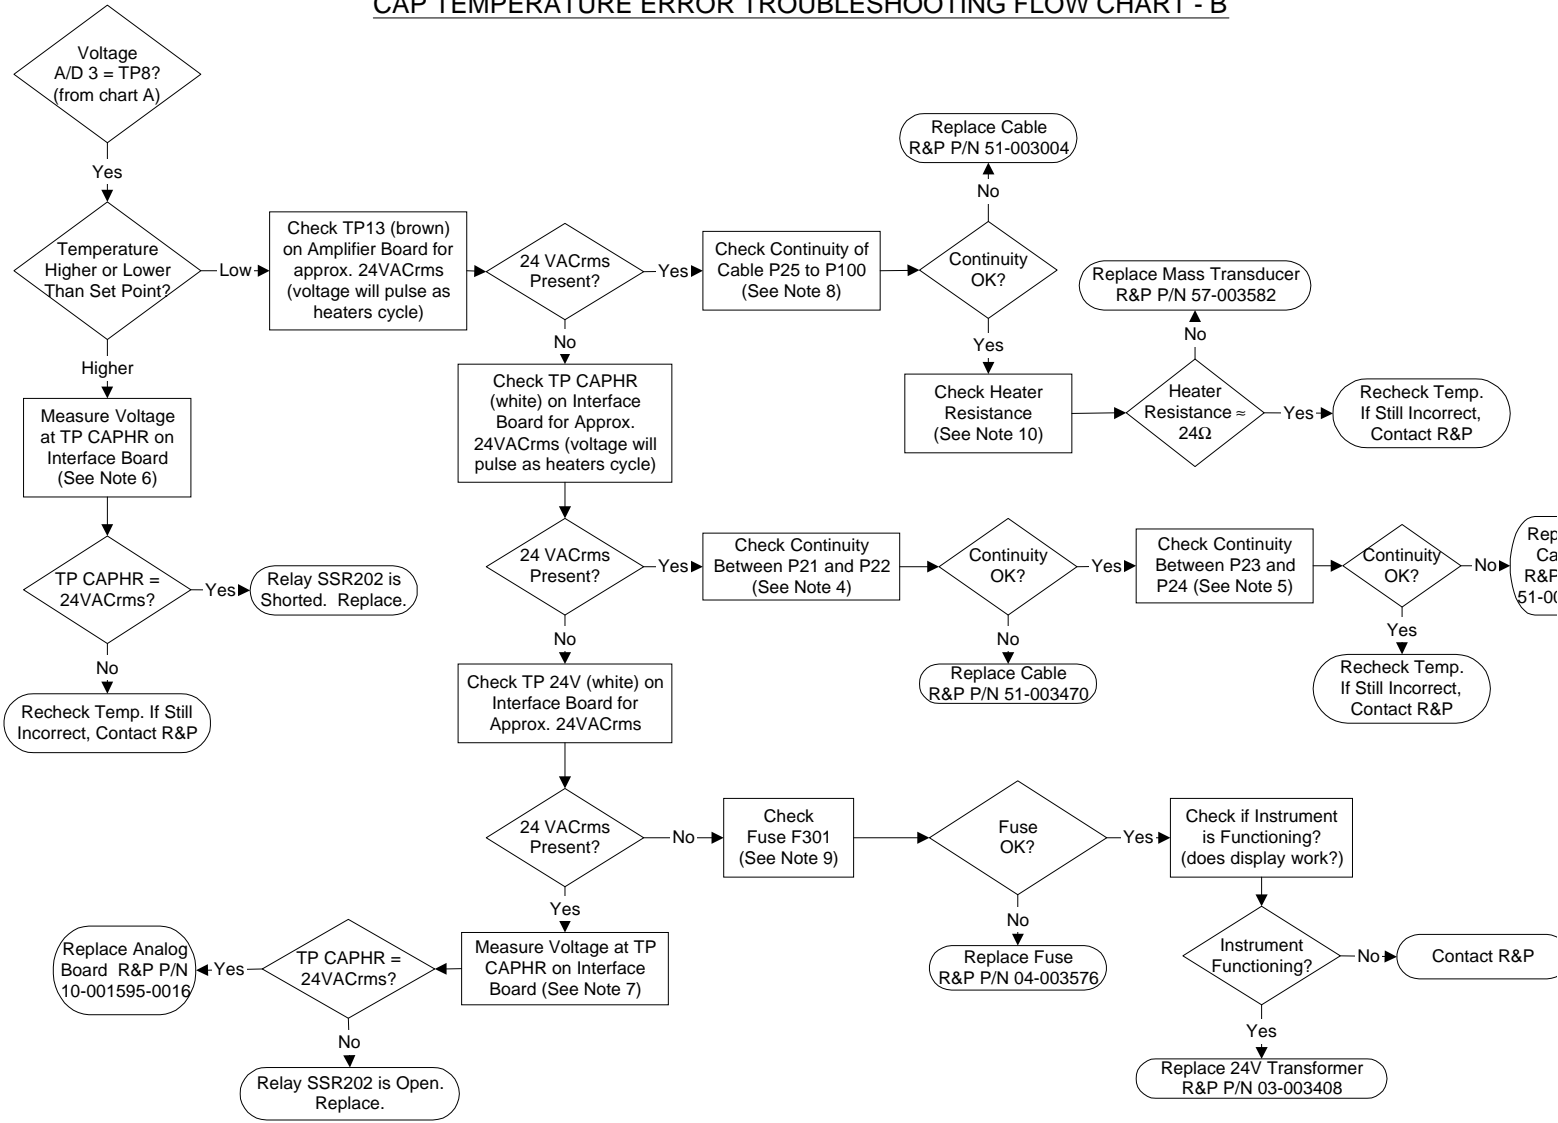 CAP TEMPERATURE ERROR TROUBLESHOOTING FLOW CHART - B
Voltage
A/D 3 = TP8?
(from chart A)
Yes
Temperature
Higher or Lower
Than Set Point?
Low
Check TP13 (brown)
on Amplifier Board for
approx. 24VACrms
(voltage will pulse as
heaters cycle)
24 VACrms
Present?
Yes
Check Continuity of
Cable P25 to P100
(See Note 8)
Continuity
OK?
No
Replace Cable
R&P P/N 51-003004
Yes
Check Heater
Resistance
(See Note 10)
Heater
Resistance ≈
24Ω
No
Replace Mass Transducer
R&P P/N 57-003582
Yes
Recheck Temp.
If Still Incorrect,
Contact R&P
Higher
Measure Voltage
at TP CAPHR on
Interface Board
(See Note 6)
TP CAPHR =
24VACrms?
Yes
Relay SSR202 is
Shorted.  Replace.
No
Recheck Temp. If Still
Incorrect, Contact R&P
No
Check TP CAPHR
(white) on Interface
Board for Approx.
24VACrms (voltage will
pulse as heaters cycle)
24 VACrms
Present?
Yes
Check Continuity
Between P21 and P22
(See Note 4)
Continuity
OK?
No
Replace Cable
R&P P/N 51-003470
Yes
Check Continuity
Between P23 and
P24 (See Note 5)
Continuity
OK?
No
R&P
Yes
Recheck Temp.
If Still Incorrect,
Contact R&P
No
Check TP 24V (white) on
Interface Board for
Approx. 24VACrms
24 VACrms
Present?
No
Check
Fuse F301
(See Note 9)
Fuse
OK?
No
Replace Fuse
R&P P/N 04-003576
Yes
Check if Instrument
is Functioning?
(does display work?)
Instrument
Functioning?
No
Contact R&P
Yes
Replace 24V Transformer
R&P P/N 03-003408
Yes
Measure Voltage at TP
CAPHR on Interface
Board (See Note 7)
TP CAPHR =
24VACrms?
Yes
Replace Analog
Board  R&P P/N
10-001595-0016
No
Relay SSR202 is Open.
Replace.